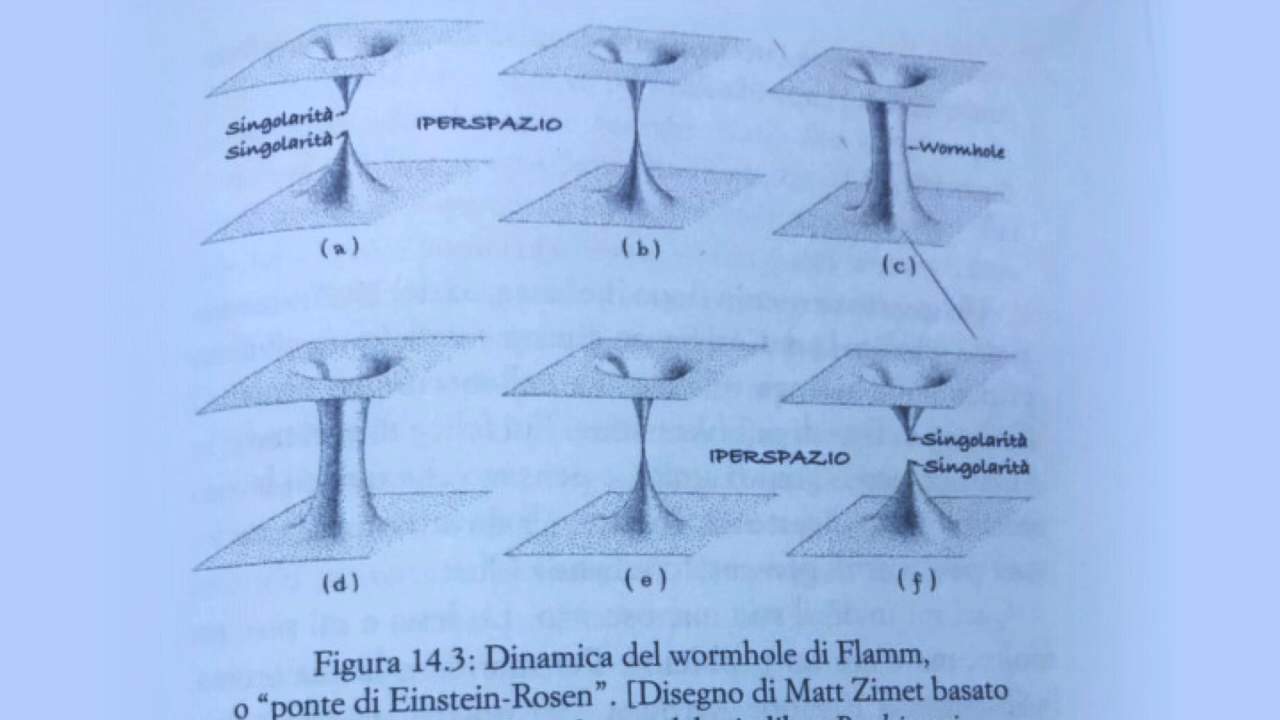 Singolarità
Singolarità
IPERSPAZIO
Wormhole
(a)
(b)
(c)
IPERSPAZIO
Singolarità
Singolarità
(d)
(e)
(f)
Figura 14.3: Dinamica del wormhole di Flamm,
o “ponte di Einstein-Rosen”. [Disegno di Matt Zimet basato